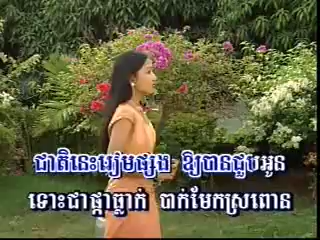 ជាតិនេះរៀមផ្សង ឱ្យបានជួបអូន
ទោះជាផ្កាធ្លាក់ បាក់មែកស្រពោន